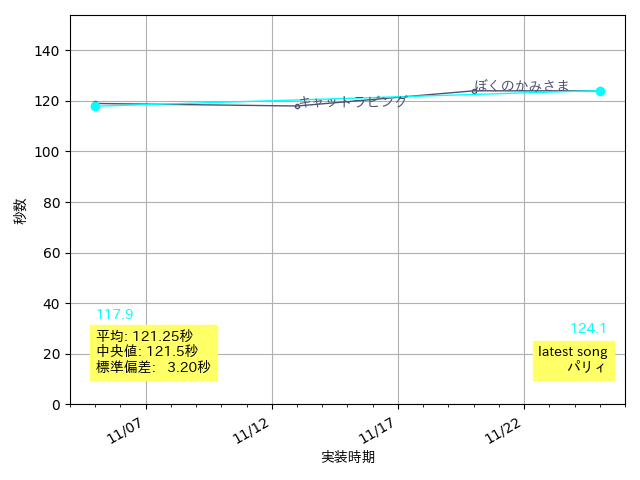 140
120
100
80
60
40
20
0
秒数
キャットラビング
ぼくのかみさま
117.9
平均: 121.25秒
中央値: 121.5秒
標準偏差: 3.20秒
124.1
latest song
パリィ
11/07
11/12
11/17
11/22
実装時期